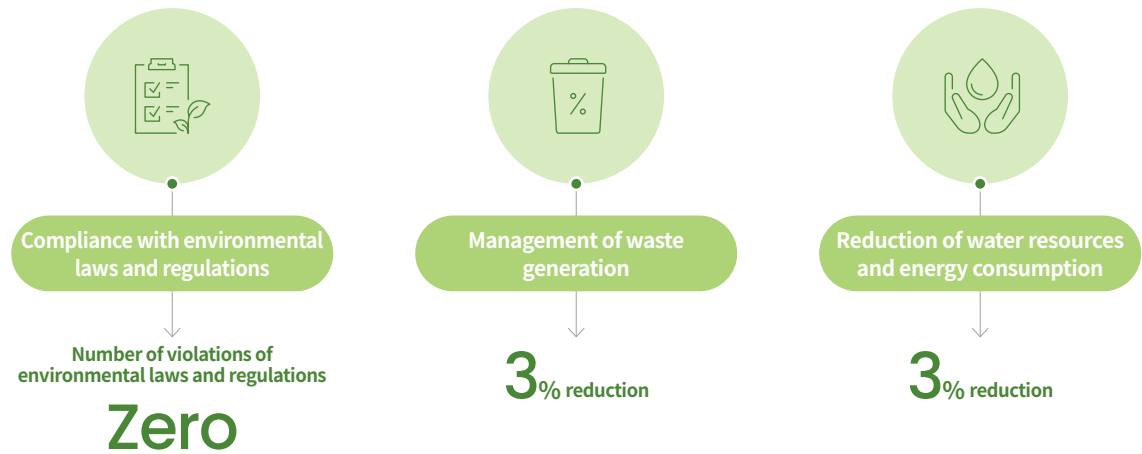 Compliance with environmental
laws and regulations
Number of violations of
environmental laws and regulations
Zero
%
Management of waste
generation
3% reduction
Reduction of water resources
and energy consumption
3% reduction